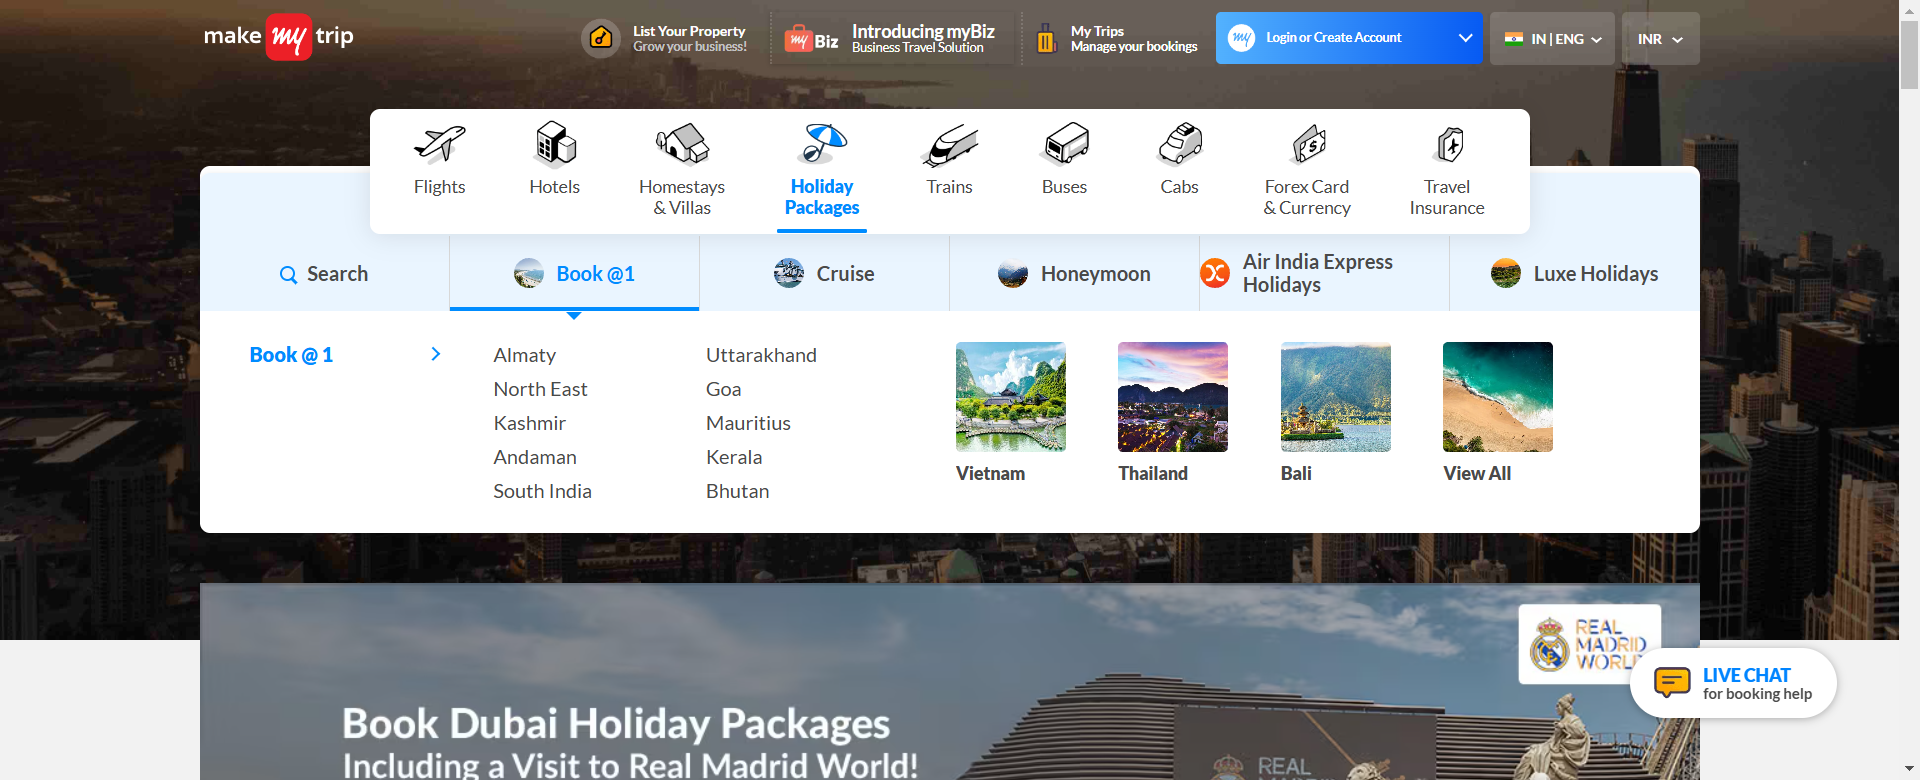 make my trip
List Your Property
Grow your business!
my Biz
Introducing myBiz
Business Travel Solution
My Trips
Manage your bookings
my
Login or Create Account
IN | ENG
INR
Flights
Hotels
Homestays
& Villas
Holiday
Packages
Trains
Buses
Cabs
Forex Card
& Currency
Travel
Insurance
Search
Book @1
Cruise
Honeymoon
Air India Express
Holidays
Luxe Holidays
Book @ 1
Almaty
Uttarakhand
North East
Goa
Kashmir
Mauritius
Andaman
Kerala
South India
Bhutan
Vietnam
Thailand
Bali
View All
REAL
MADRID
WORLD
LIVE CHAT
for booking help
Book Dubai Holiday Packages
Including a Visit to Real Madrid World!
REAL